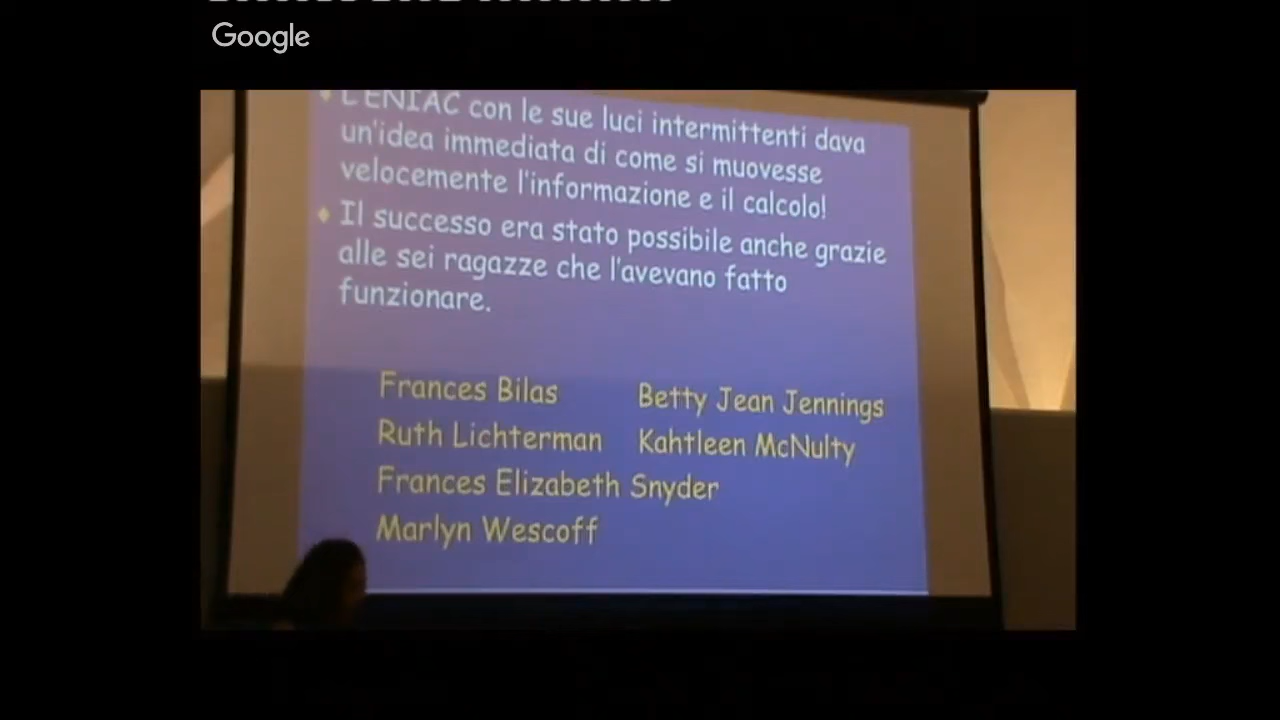 Google
L'ENIAC con le sue luci intermittenti dava
un'idea immediata di come si muovesse
velocemente l'informazione e il calcolo!
Il successo era stato possibile anche grazie
alle sei ragazze che l'avevano fatto
funzionare.
Frances Bilas Betty Jean Jennings
Ruth Lichterman Kahtleen McNulty
Frances Elizabeth Snyder
Marlyn Wescoff